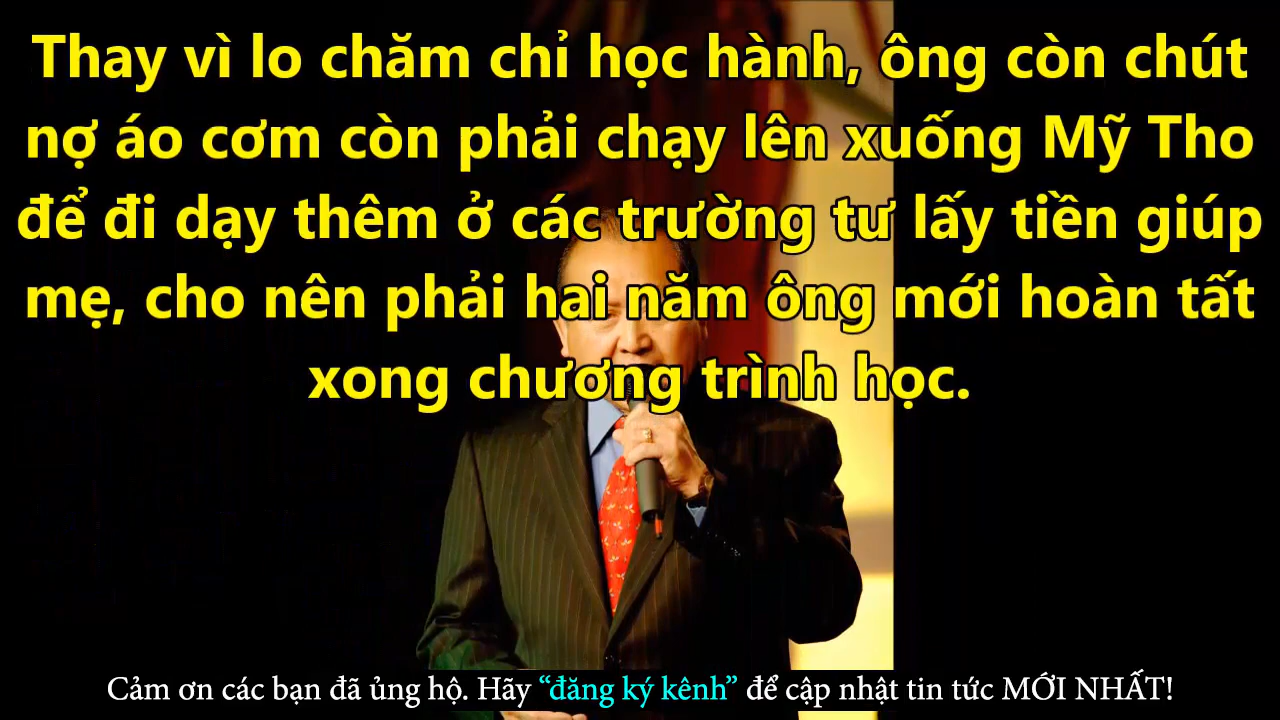 Thay vì lo chăm chỉ học hành, ông còn chút
nợ áo cơm còn phải chạy lên xuống Mỹ Tho
để đi dạy thêm ở các trường tư lấy tiền giúp
mẹ, cho nên phải hai năm ông mới hoàn tất
xong chương trình học.
Cảm ơn các bạn đã ủng hộ. Hãy “đăng ký kênh” để cập nhật tin tức MỚI NHẤT!